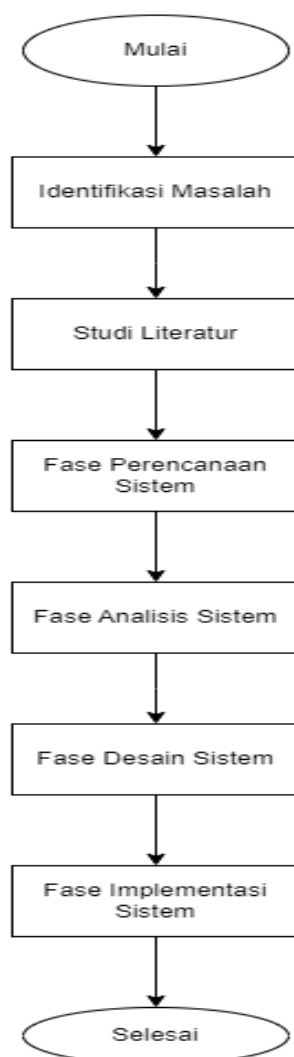 Mulai
Identifikasi Masalah
Studi Literatur
Fase Perencanaan
Sistem
Fase Analisis Sistem
Fase Desain Sistem
Fase Implementasi
Sistem
Selesai